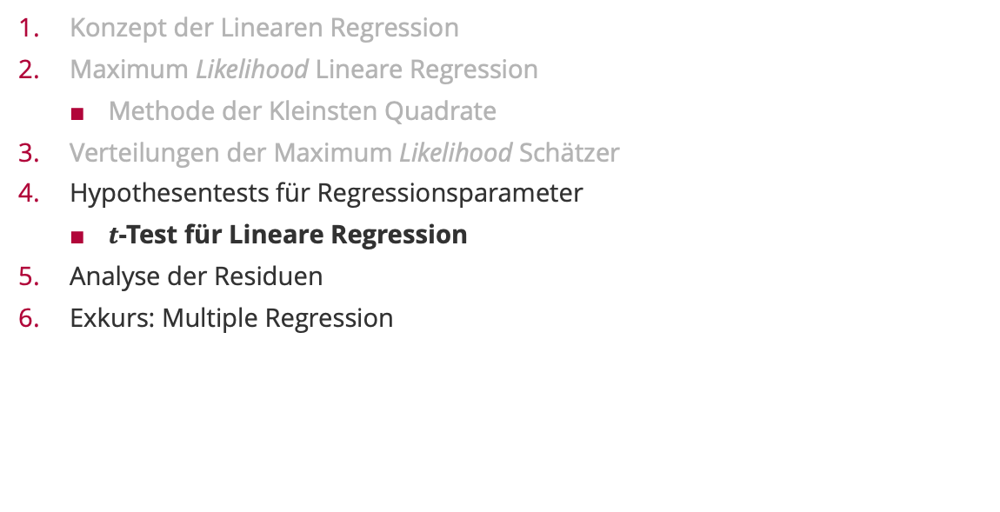 1. Konzept der Linearen Regression
2. Maximum Likelihood Lineare Regression
■ Methode der Kleinsten Quadrate
3. Verteilungen der Maximum Likelihood Schätzer
4. Hypothesentests für Regressionsparameter
■ t-Test für Lineare Regression
5. Analyse der Residuen
6. Exkurs: Multiple Regression